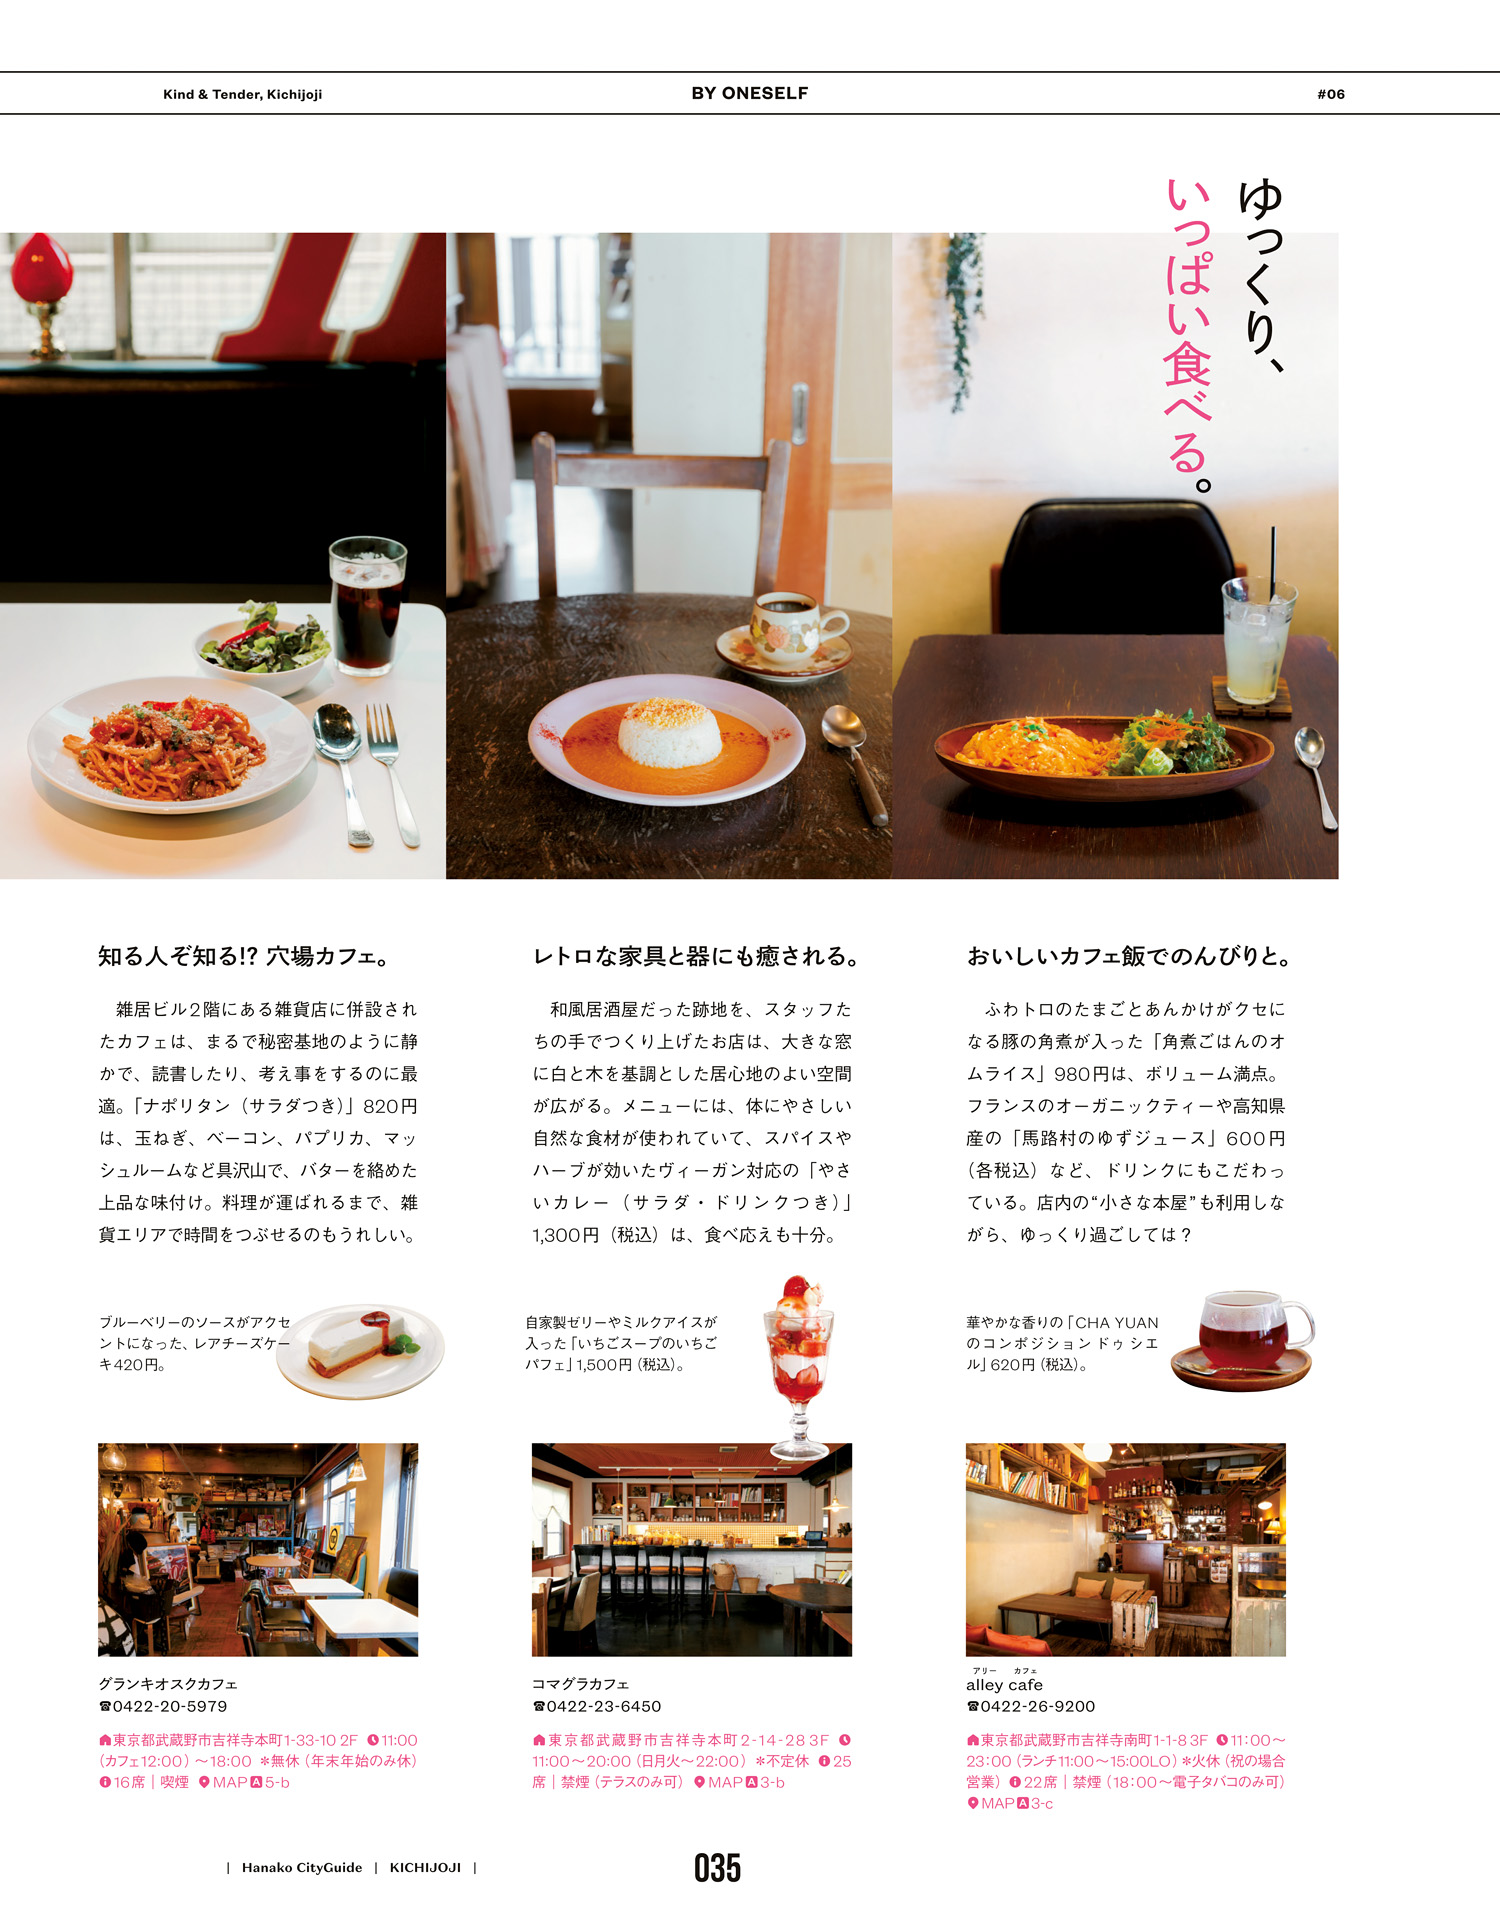 Kind & Tender, Kichijoji
BY ONESELF
#06
ゆっくり、
いっぱい食べる。
知る人ぞ知る!? 穴場カフェ。
雑居ビル2階にある雑貨店に併設され
たカフェは、まるで秘密基地のように静
かで、読書したり、考え事をするのに最
適。「ナポリタン（サラダつき）」820円
は、玉ねぎ、ベーコン、パプリカ、マッ
シュルームなど具沢山で、バターを絡めた
上品な味付け。料理が運ばれるまで、雑
貨エリアで時間をつぶせるのもうれしい。
ブルーベリーのソースがアクセ
ントになった、レアチーズケー
キ420円。
グランキオスクカフェ
☎0422-20-5979
東京都武蔵野市吉祥寺本町1-33-10 2F 11:00
（カフェ12:00）～18:00 *無休（年末年始のみ休）
16席｜喫煙 MAP A 5-b
レトロな家具と器にも癒される。
和風居酒屋だった跡地を、スタッフた
ちの手でつくり上げたお店は、大きな窓
に白と木を基調とした居心地のよい空間
が広がる。メニューには、体にやさしい
自然な食材が使われていて、スパイスや
ハーブが効いたヴィーガン対応の「やさ
いカレー（サラダ・ドリンクつき）」
1,300円（税込）は、食べ応えも十分。
自家製ゼリーやミルクアイスが
入った「いちごスープのいちご
パフェ」1,500円（税込）。
コマグラカフェ
☎0422-23-6450
東京都武蔵野市吉祥寺本町2-14-28 3F
11:00～20:00（日月火～22:00）*不定休 25
席｜禁煙（テラスのみ可） MAP A 3-b
おいしいカフェ飯でのんびりと。
ふわトロのたまごとあんかけがクセに
なる豚の角煮が入った「角煮ごはんのオ
ムライス」980円は、ボリューム満点。
フランスのオーガニックティーや高知県
産の「馬路村のゆずジュース」600円
（各税込）など、ドリンクにもこだわっ
ている。店内の“小さな本屋”も利用しな
がら、ゆっくり過ごしては？
華やかな香りの「CHA YUAN
のコンポジション ドゥ シエ
ル」620円（税込）。
アリー カフェ
alley cafe
☎0422-26-9200
東京都武蔵野市吉祥寺南町1-1-8 3F 11:00～
23:00（ランチ11:00～15:00LO）*火休（祝の場合
営業） 22席｜禁煙（18:00～電子タバコのみ可）
MAP A 3-c
| Hanako CityGuide | KICHIJOJI |
035